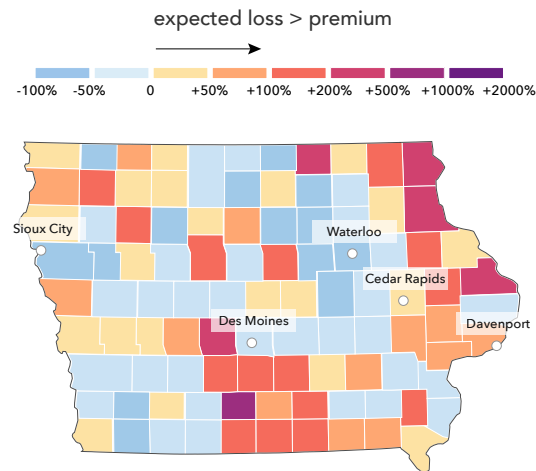 expected loss > premium
-100% -50% 0 +50% +100% +200% +500% +1000% +2000%
Sioux City
Waterloo
Cedar Rapids
Des Moines
Davenport